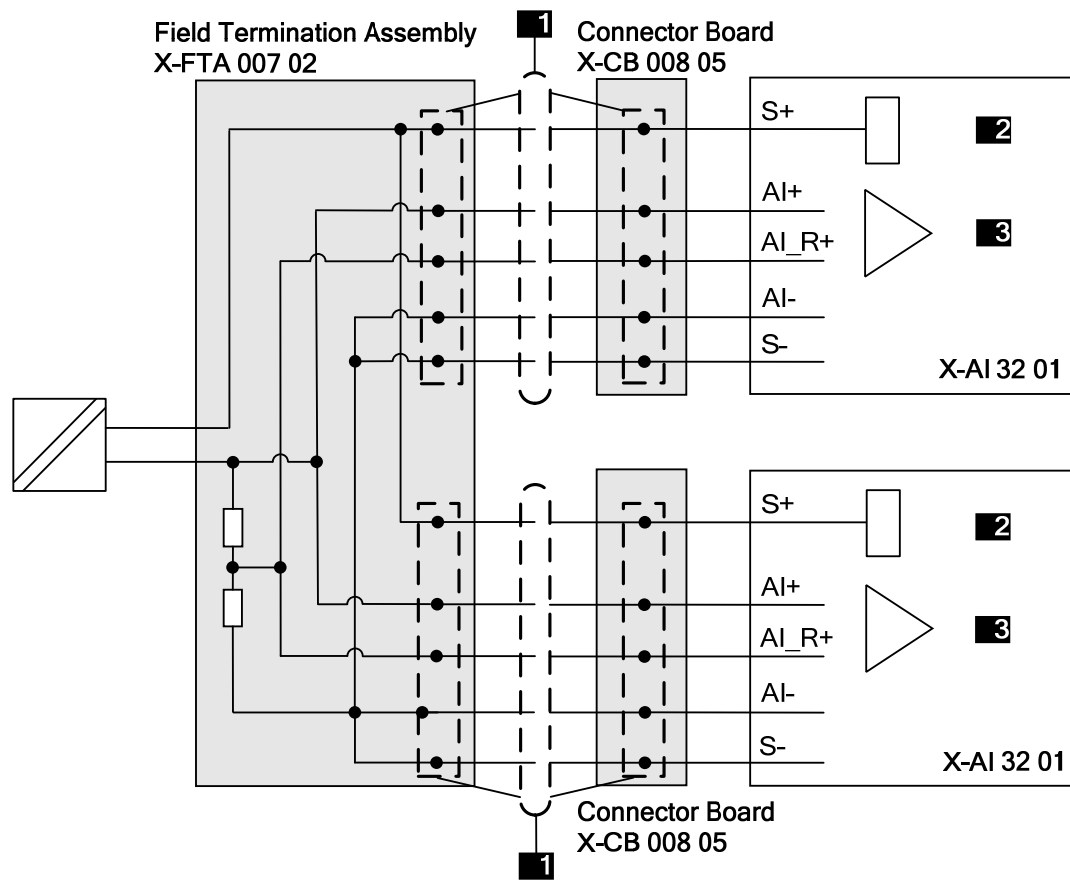 1
Field Termination Assembly
X-FTA 007 02
Connector Board
X-CB 008 05
S+
2
AI+
3
AI_R+
AI-
S-
X-AI 32 01
S+
2
AI+
3
AI_R+
AI-
S-
X-AI 32 01
Connector Board
X-CB 008 05
1